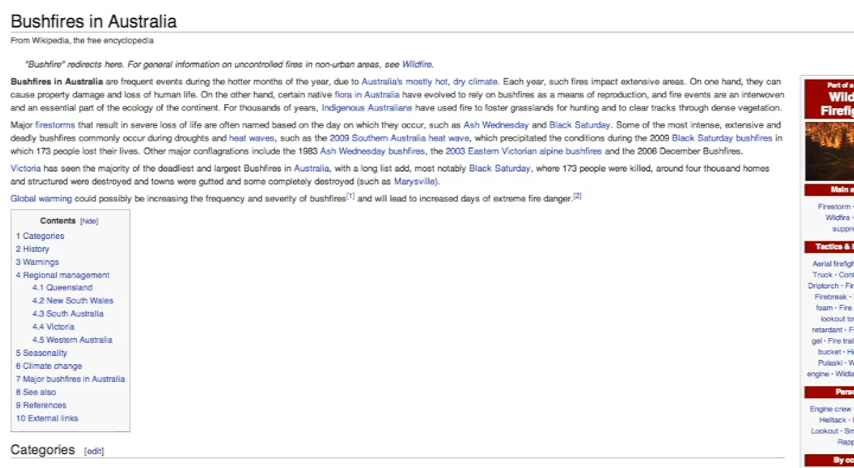 Bushfires in Australia
From Wikipedia, the free encyclopedia
"Bushfire" redirects here. For general information on uncontrolled fires in non-urban areas, see Wildfire.
Bushfires in Australia are frequent events during the hotter months of the year, due to Australia's mostly hot, dry climate. Each year, such fires impact extensive areas. On one hand, they can
cause property damage and loss of human life. On the other hand, certain native flora in Australia have evolved to rely on bushfires as a means of reproduction, and fire events are an interwoven
and an essential part of the ecology of the continent. For thousands of years, Indigenous Australians have used fire to foster grasslands for hunting and to clear tracks through dense vegetation.
Major firestorms that result in severe loss of life are often named based on the day on which they occur, such as Ash Wednesday and Black Saturday. Some of the most intense, extensive and
deadly bushfires commonly occur during droughts and heat waves, such as the 2009 Southern Australia heat wave, which precipitated the conditions during the 2009 Black Saturday bushfires in
which 173 people lost their lives. Other major conflagrations include the 1983 Ash Wednesday bushfires, the 2003 Eastern Victorian alpine bushfires and the 2006 December Bushfires.
Victoria has seen the majority of the deadliest and largest Bushfires in Australia, with a long list add, most notably Black Saturday, where 173 people were killed, around four thousand homes
and structured were destroyed and towns were gutted and some completely destroyed (such as Marysville).
Global warming could possibly be increasing the frequency and severity of bushfires[1] and will lead to increased days of extreme fire danger.[2]
Contents [hide]
1 Categories
2 History
3 Warnings
4 Regional management
4.1 Queensland
4.2 New South Wales
4.3 South Australia
4.4 Victoria
4.5 Western Australia
5 Seasonality
6 Climate change
7 Major bushfires in Australia
8 See also
9 References
10 External links
Categories [edit]
Part of a
Wild
Firefig
Main a
Firestorm ·
Wildfire ·
suppre
Tactics &
Aerial firefigh
Truck · Con
Driptorch · Fir
Firebreak ·
foam · Fire
lookout to
retardant · F
gel · Fire trai
bucket · H
Pulaski · W
engine · Wildla
Pers
Engine crew ·
Helitack ·
Lookout · Sm
Rapp
By co